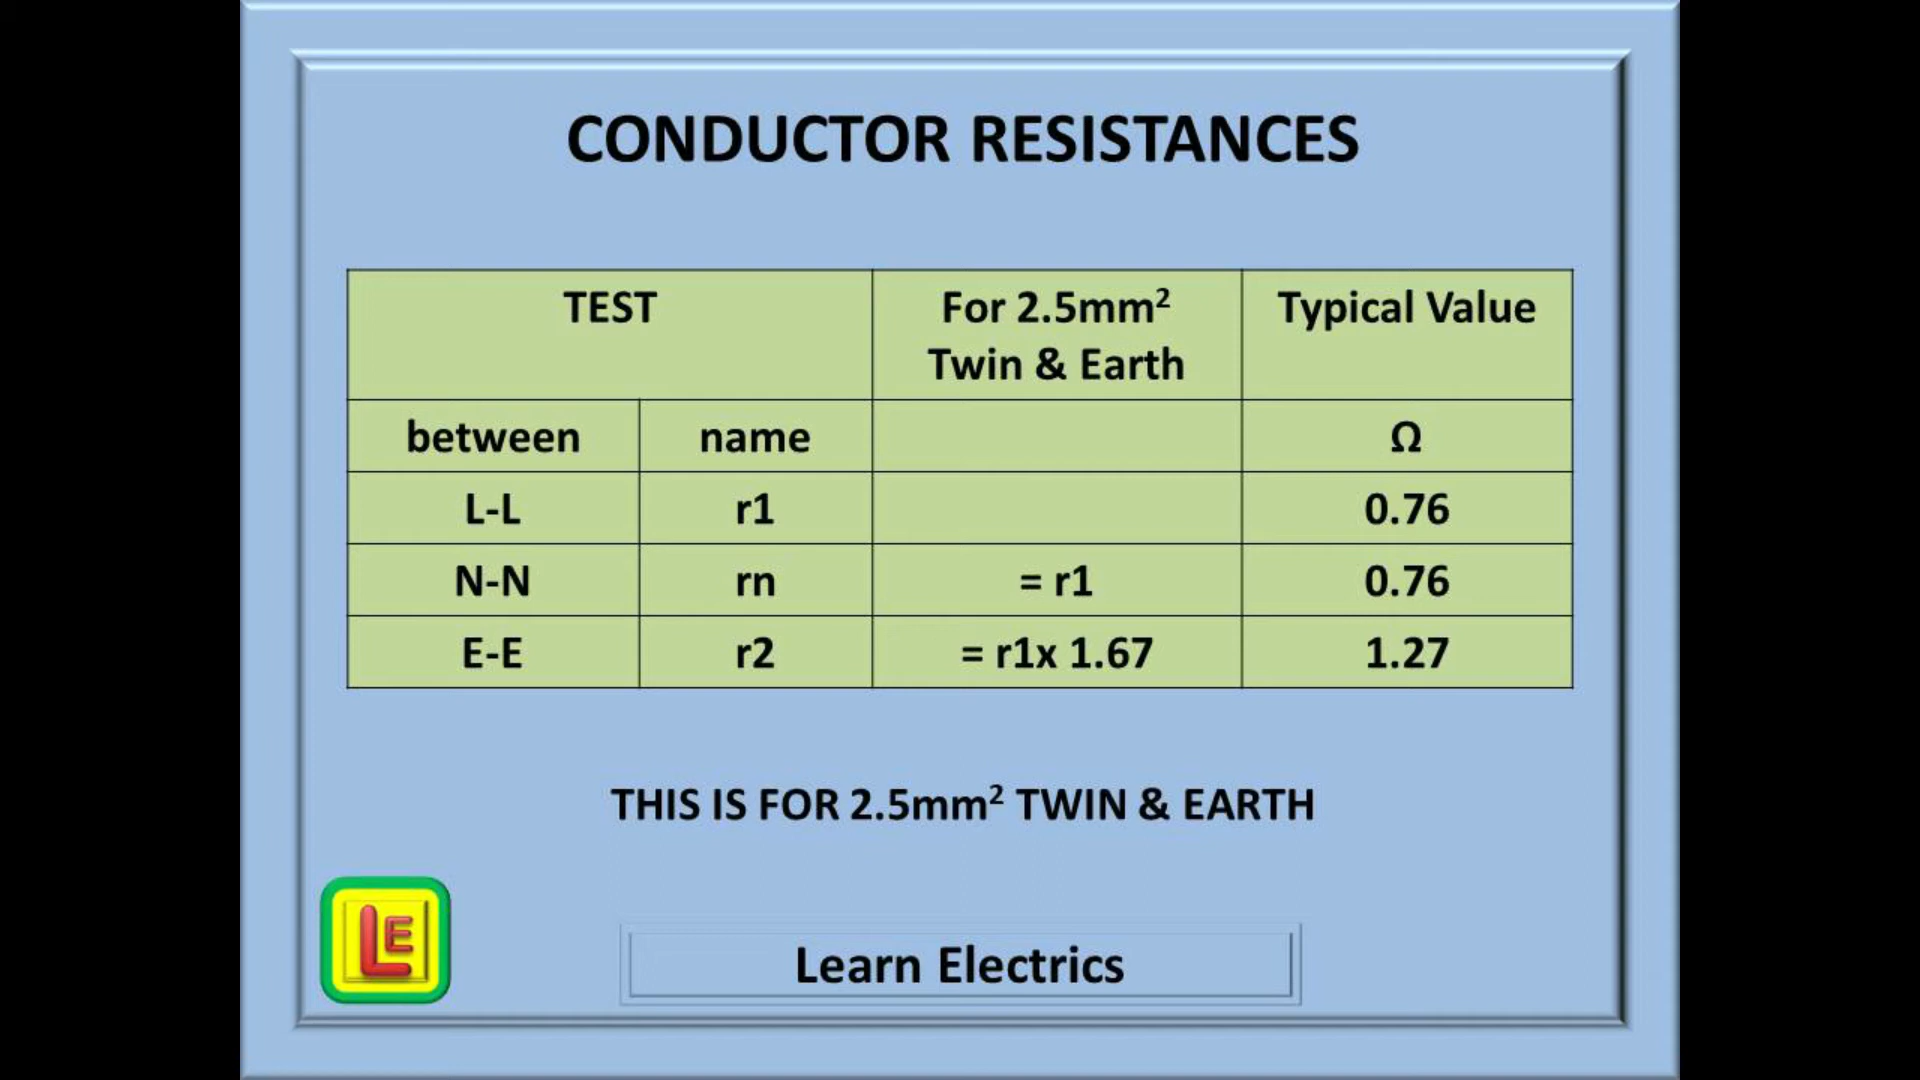 CONDUCTOR RESISTANCES
TEST
For 2.5mm²
Twin & Earth
Typical Value
between name Ω
L-L r1 0.76
N-N rn = r1 0.76
E-E r2 = r1x 1.67 1.27
THIS IS FOR 2.5mm² TWIN & EARTH
LE
Learn Electrics